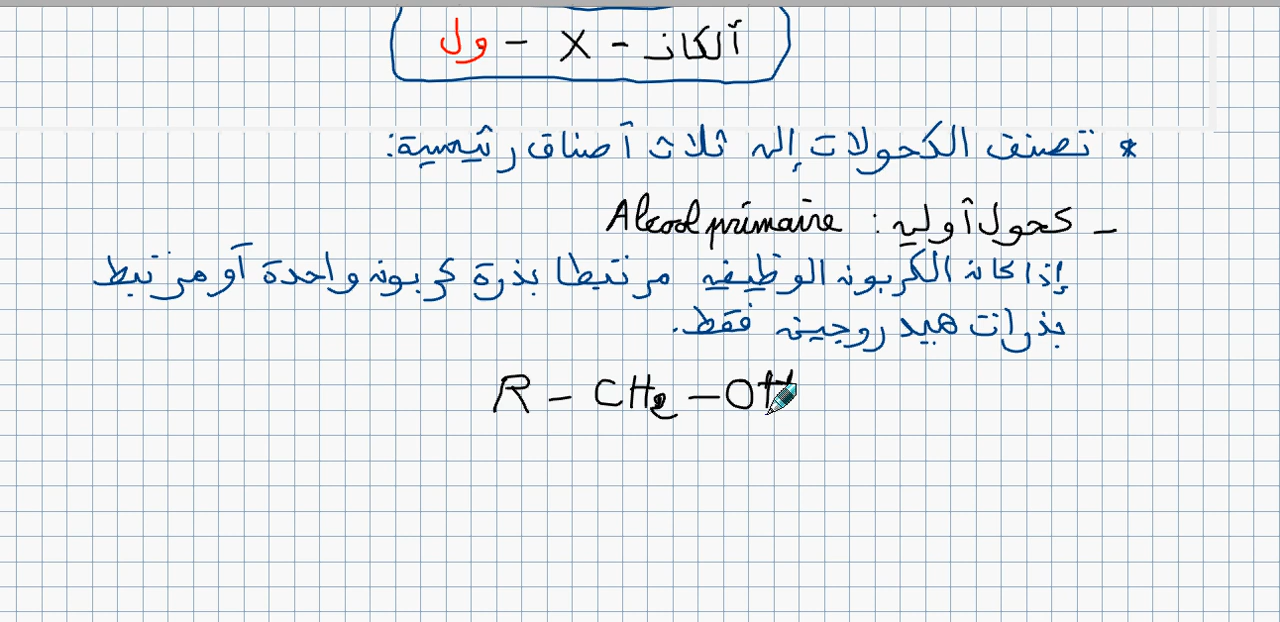 ألكان - X - ول
* تصنف الكحولات إلى ثلاث أصناف رئيسية:
- كحول أولي : Alcool primaire
إذا كان الكربون الوظيفي مرتبطا بذرة كربون واحدة أو مرتبط
بذرات هيدروجين فقط.
R - CH2 - OH